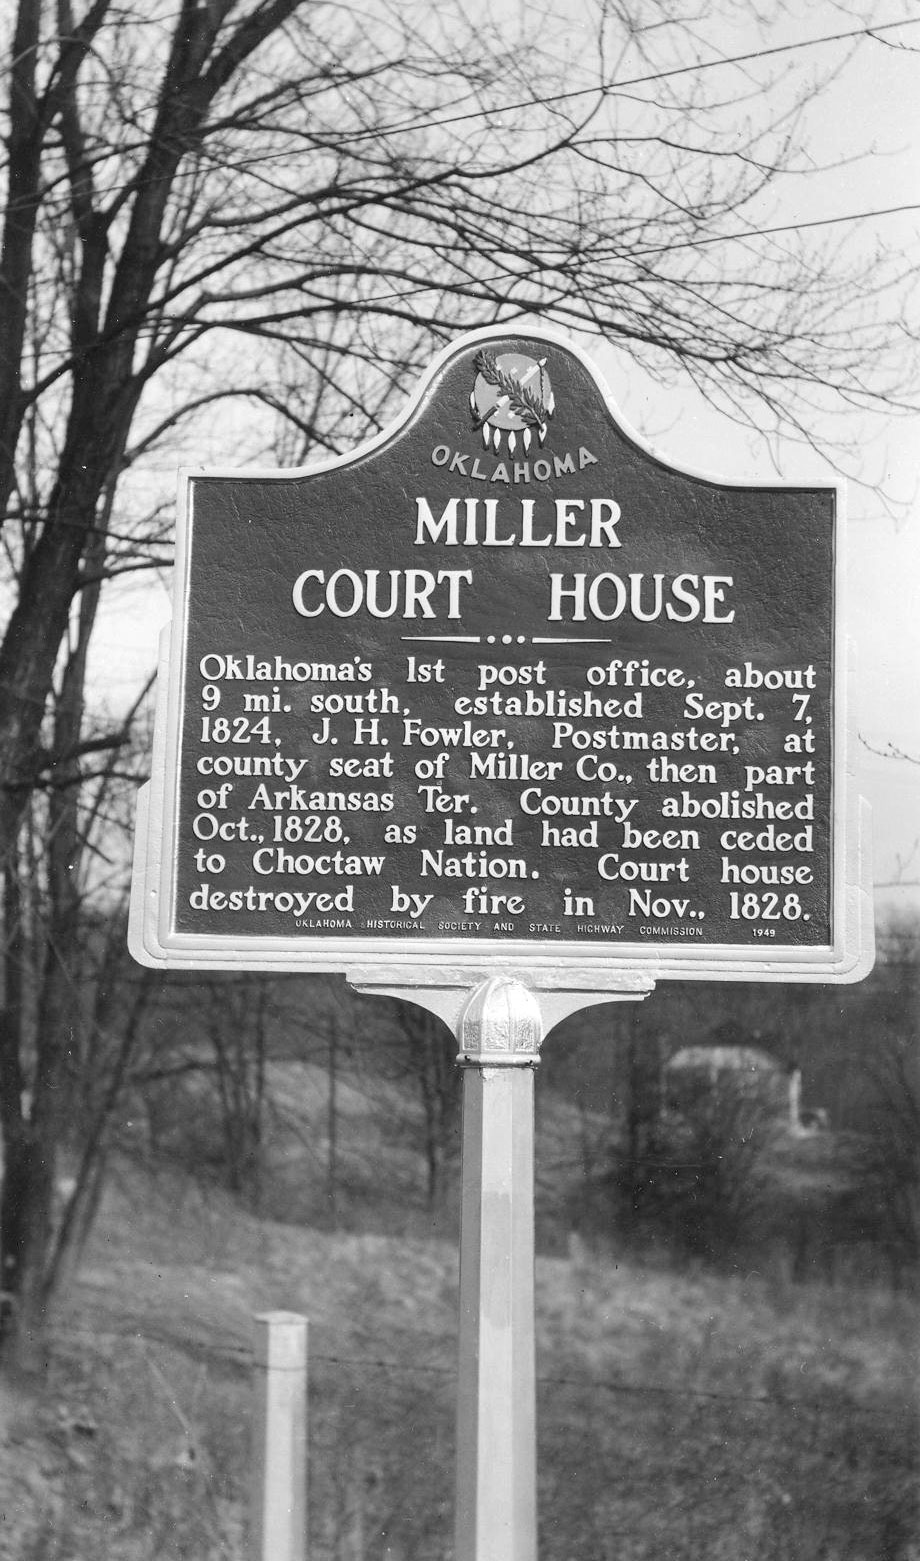 OKLAHOMA
MILLER
COURT HOUSE
Oklahoma's 1st post office, about
9 mi. south, established Sept. 7,
1824, J. H. Fowler, Postmaster, at
county seat of Miller Co., then part
of Arkansas Ter. County abolished
Oct., 1828, as land had been ceded
to Choctaw Nation. Court house
destroyed by fire in Nov., 1828.
OKLAHOMA HISTORICAL SOCIETY AND STATE HIGHWAY COMMISSION 1949